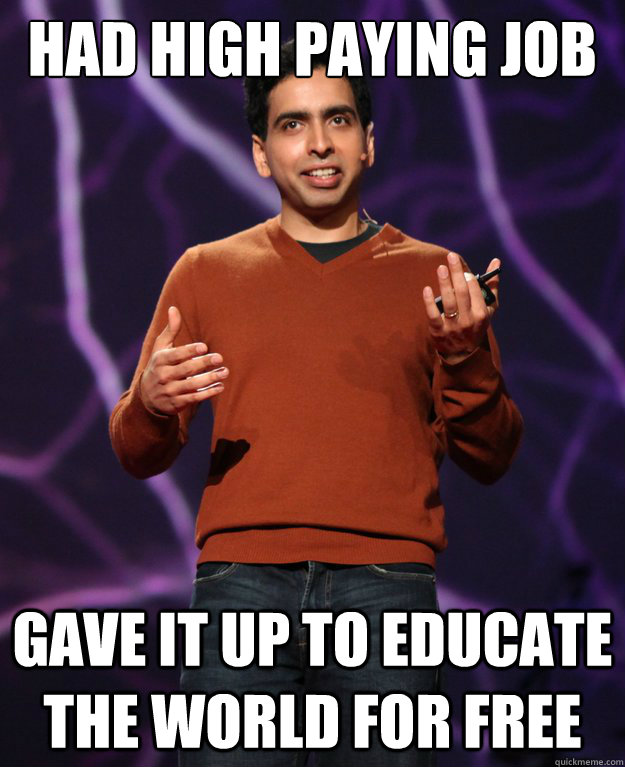 HAD HIGH PAYING JOB
GAVE IT UP TO EDUCATE
THE WORLD FOR FREE
quickmeme.com